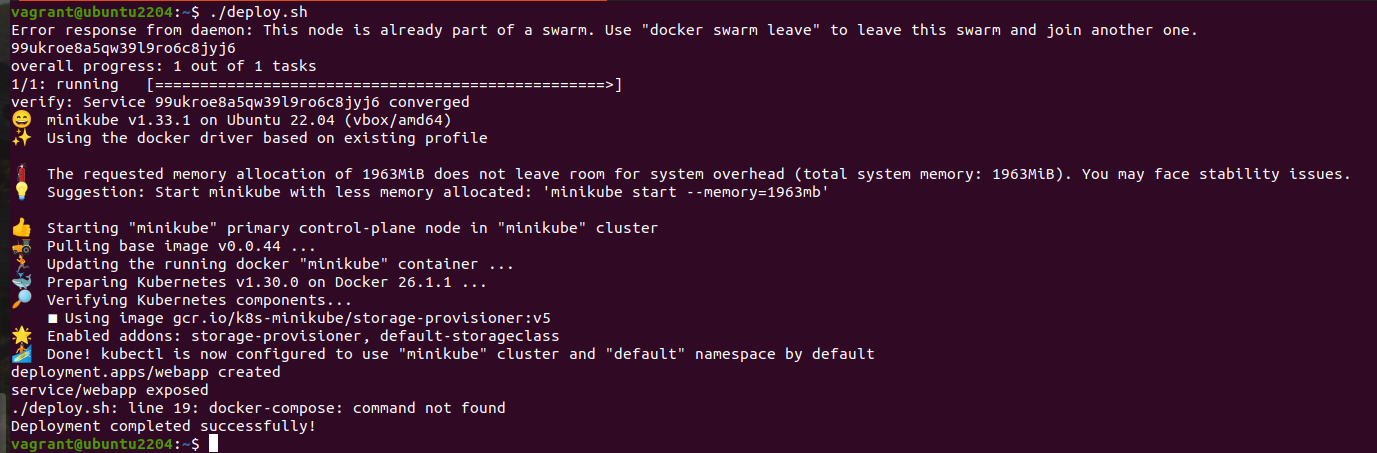 vagrant@ubuntu2204:~$ ./deploy.sh
Error response from daemon: This node is already part of a swarm. Use "docker swarm leave" to leave this swarm and join another one.
99ukroe8a5qw39l9ro6c8jyj6
overall progress: 1 out of 1 tasks
1/1: running   [==================================================>]
verify: Service 99ukroe8a5qw39l9ro6c8jyj6 converged
😄  minikube v1.33.1 on Ubuntu 22.04 (vbox/amd64)
✨  Using the docker driver based on existing profile
🧯  The requested memory allocation of 1963MiB does not leave room for system overhead (total system memory: 1963MiB). You may face stability issues.
💡  Suggestion: Start minikube with less memory allocated: 'minikube start --memory=1963mb'
👍  Starting "minikube" primary control-plane node in "minikube" cluster
🚜  Pulling base image v0.0.44 ...
🏃  Updating the running docker "minikube" container ...
🐳  Preparing Kubernetes v1.30.0 on Docker 26.1.1 ...
🔎  Verifying Kubernetes components...
    ▪ Using image gcr.io/k8s-minikube/storage-provisioner:v5
🌟  Enabled addons: storage-provisioner, default-storageclass
🏄  Done! kubectl is now configured to use "minikube" cluster and "default" namespace by default
deployment.apps/webapp created
service/webapp exposed
./deploy.sh: line 19: docker-compose: command not found
Deployment completed successfully!
vagrant@ubuntu2204:~$